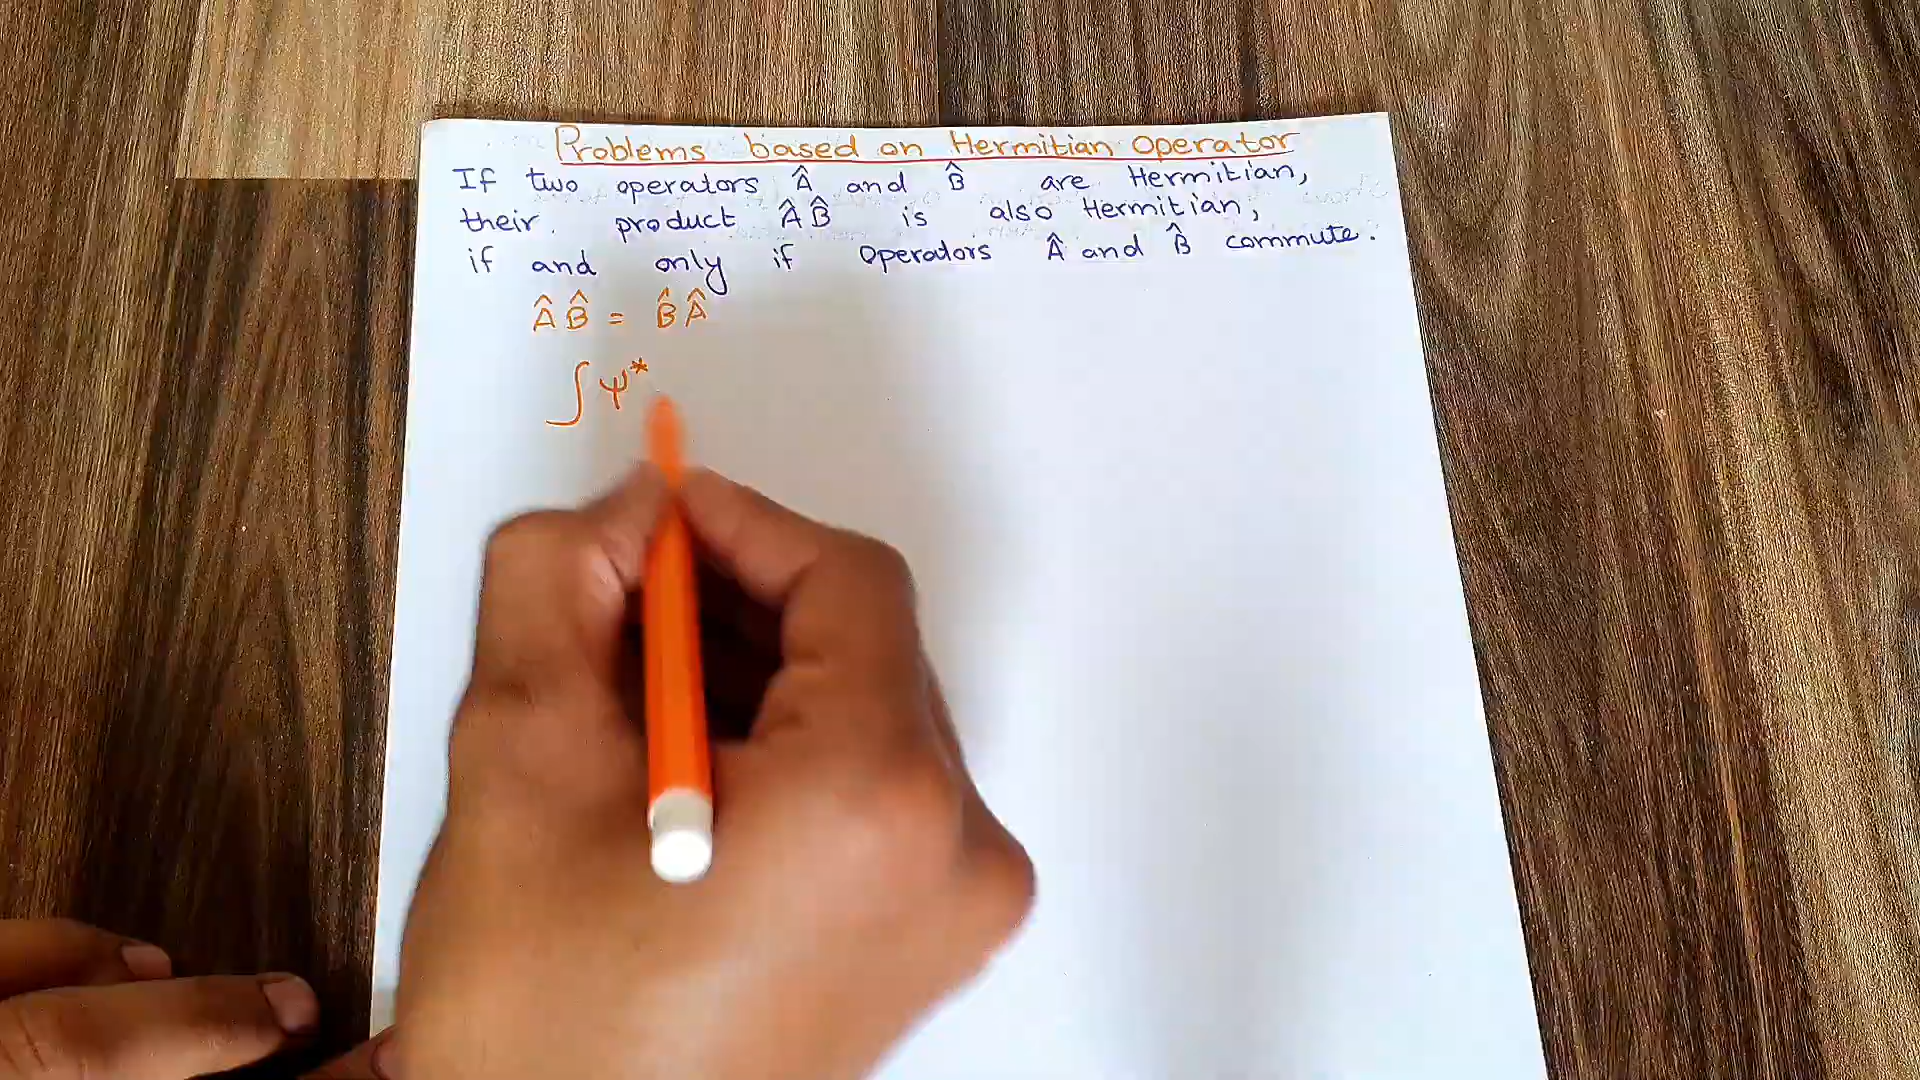 Problems based on Hermitian Operator
If two operators Â and B̂ are Hermitian,
their product ÂB̂ is also Hermitian,
if and only if Operators Â and B̂ commute.
ÂB̂ = B̂Â
∫ψ*